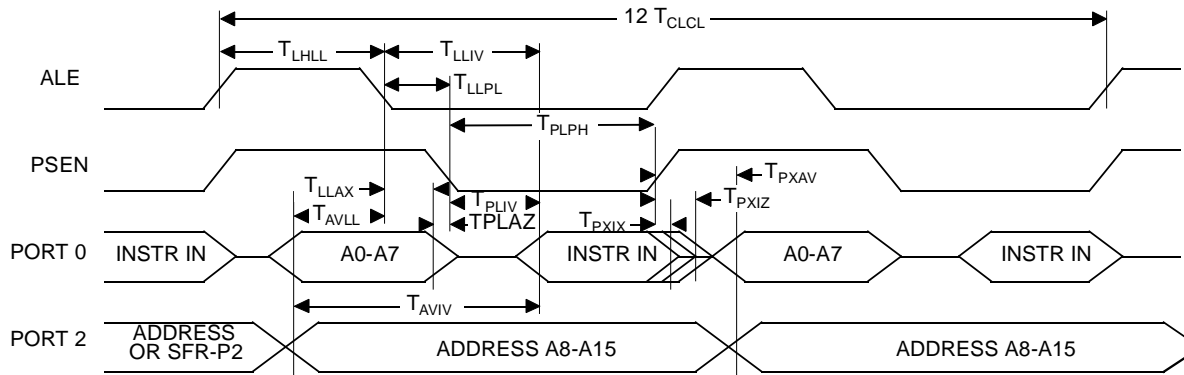 12 TCLCL
TLHLL TLLIV
ALE
TLLPL
TPLPH
PSEN
TPXAV
TLLAX
TPLIV
TPXIZ
TAVLL
TPLAZ
TPXIX
PORT 0 INSTR IN A0-A7 INSTR IN A0-A7 INSTR IN
TAVIV
PORT 2 ADDRESS OR SFR-P2 ADDRESS A8-A15 ADDRESS A8-A15